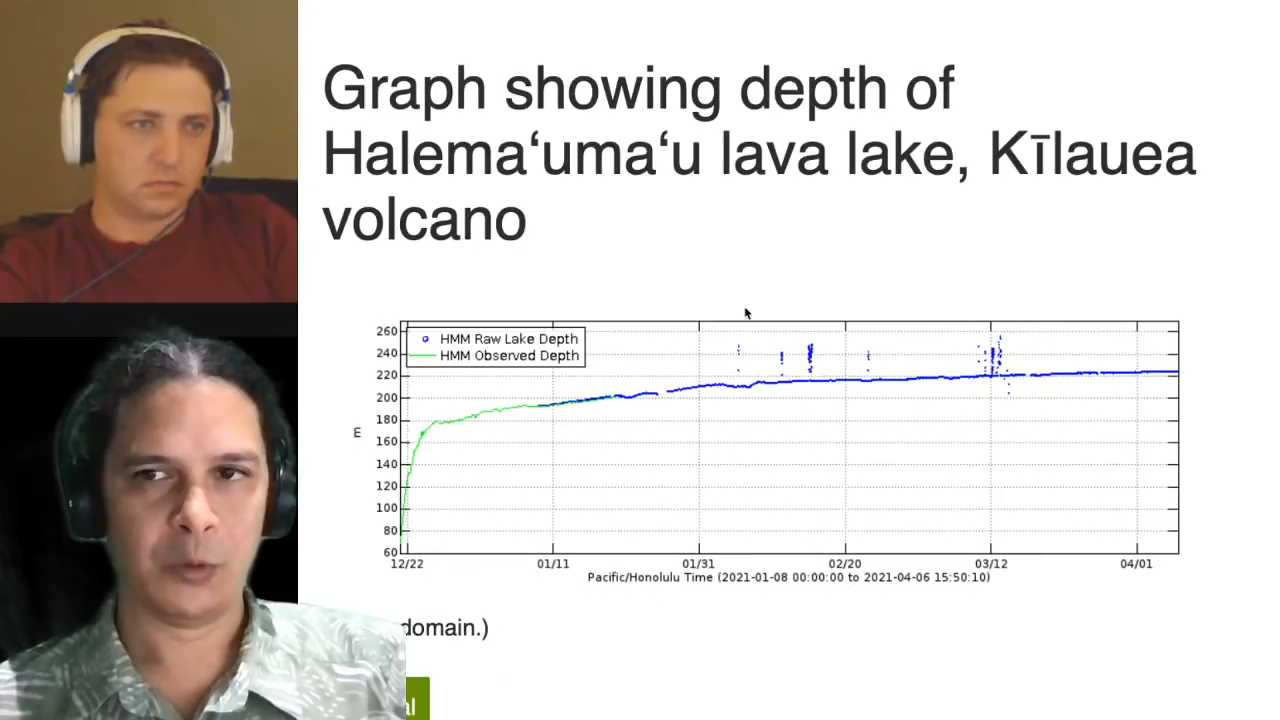 Graph showing depth of
Halemaʻumaʻu lava lake, Kīlauea
volcano
HMM Raw Lake Depth
HMM Observed Depth
260
240
220
200
180
160
140
120
100
80
60
m
12/22 01/11 01/31 02/20 03/12 04/01
Pacific/Honolulu Time (2021-01-08 00:00:00 to 2021-04-06 15:50:10)
domain.)
al